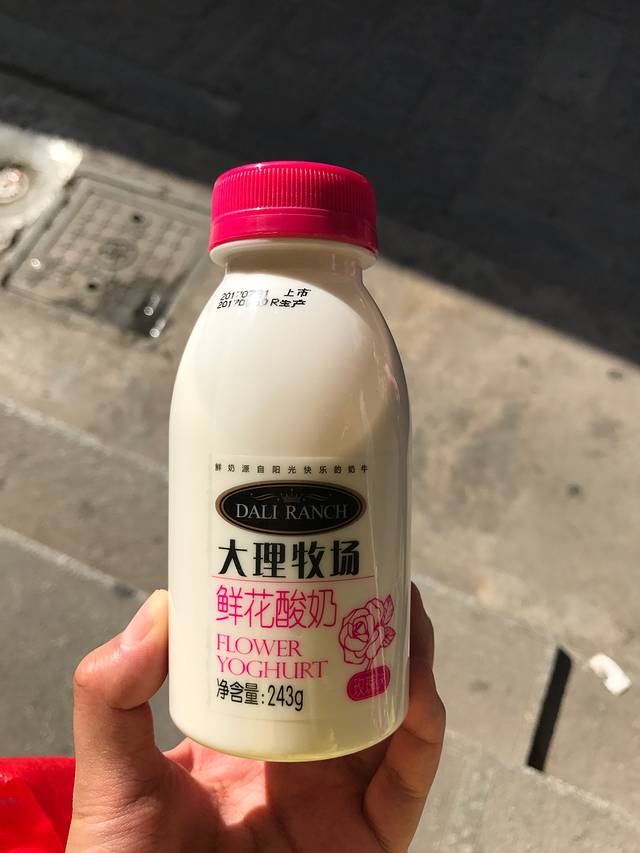 上市
R生产
鲜奶源自阳光快乐的奶牛
DALI RANCH
大理牧场
鲜花酸奶
FLOWER
YOGHURT
净含量:243g